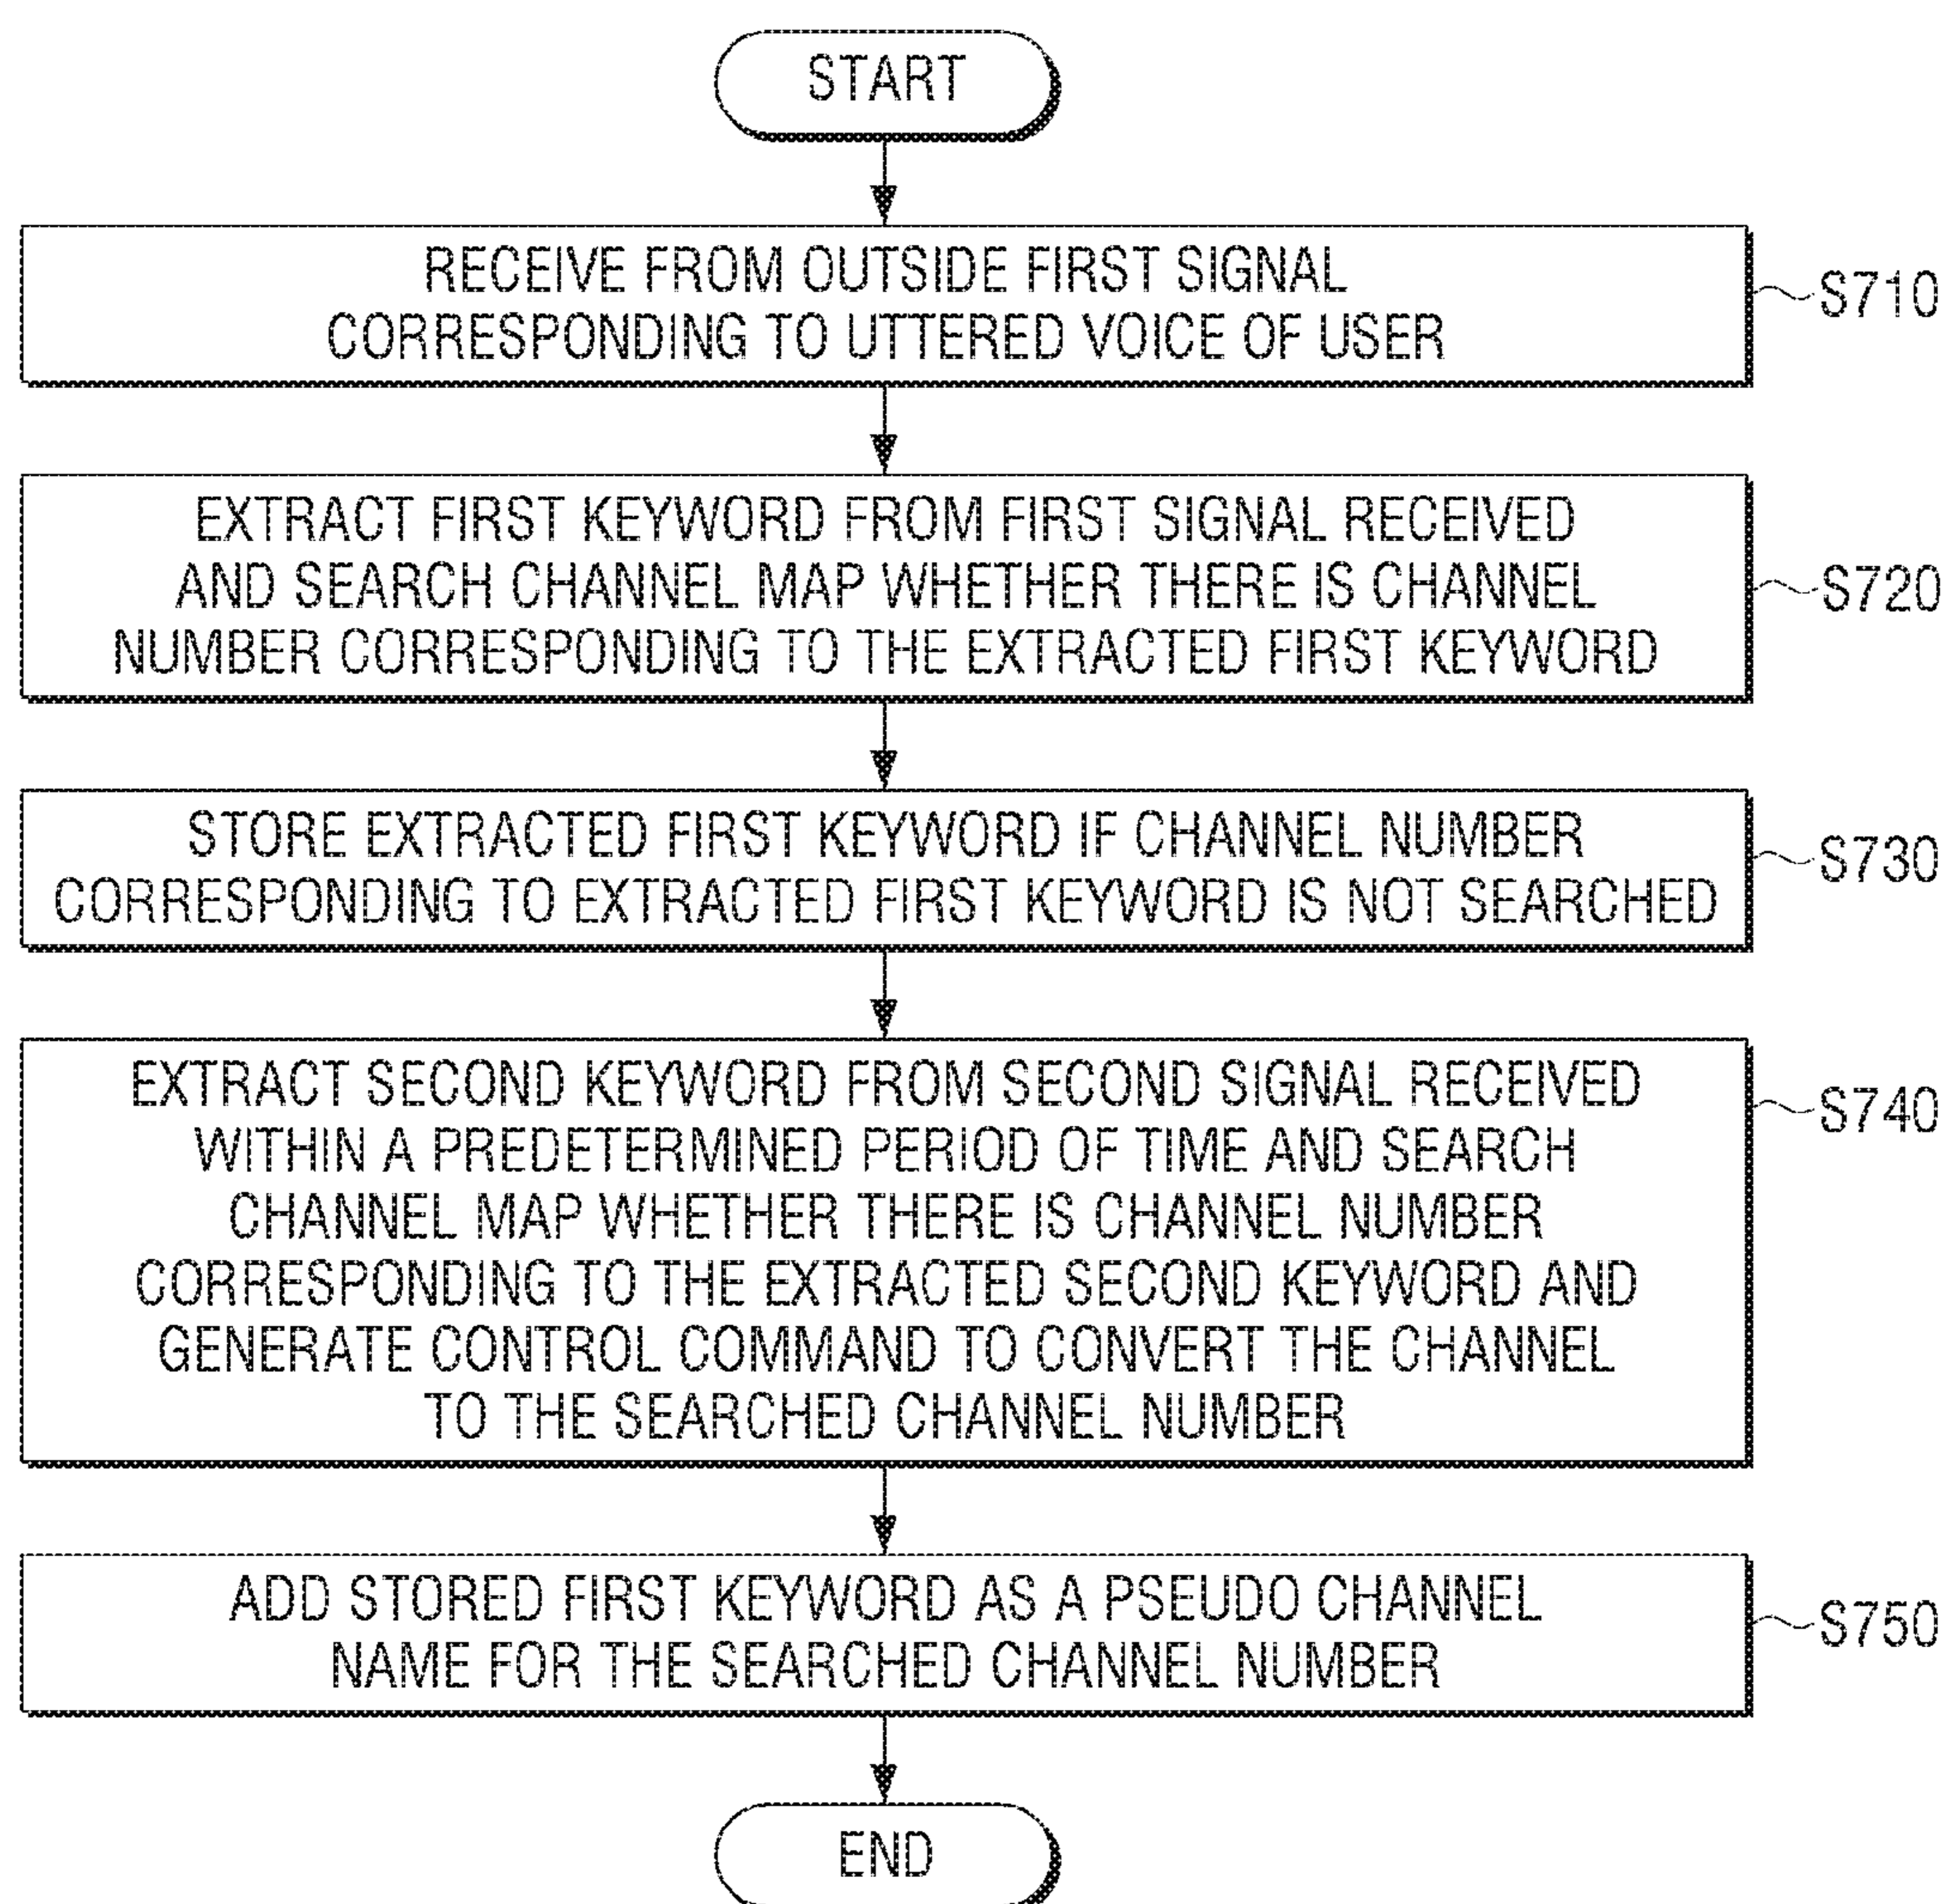 START
RECEIVE FROM OUTSIDE FIRST SIGNAL
CORRESPONDING TO UTTERED VOICE OF USER
S710
EXTRACT FIRST KEYWORD FROM FIRST SIGNAL RECEIVED
AND SEARCH CHANNEL MAP WHETHER THERE IS CHANNEL
NUMBER CORRESPONDING TO THE EXTRACTED FIRST KEYWORD
S720
STORE EXTRACTED FIRST KEYWORD IF CHANNEL NUMBER
CORRESPONDING TO EXTRACTED FIRST KEYWORD IS NOT SEARCHED
S730
EXTRACT SECOND KEYWORD FROM SECOND SIGNAL RECEIVED
WITHIN A PREDETERMINED PERIOD OF TIME AND SEARCH
CHANNEL MAP WHETHER THERE IS CHANNEL NUMBER
CORRESPONDING TO THE EXTRACTED SECOND KEYWORD AND
GENERATE CONTROL COMMAND TO CONVERT THE CHANNEL
TO THE SEARCHED CHANNEL NUMBER
S740
ADD STORED FIRST KEYWORD AS A PSEUDO CHANNEL
NAME FOR THE SEARCHED CHANNEL NUMBER
S750
END